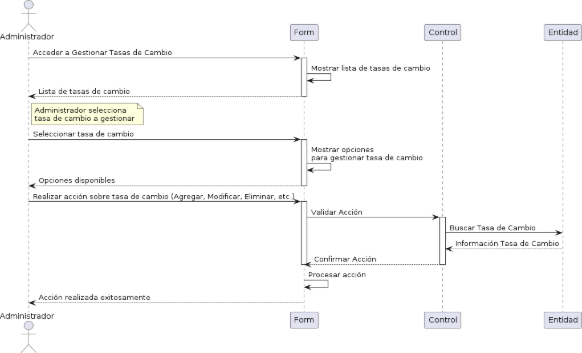 Administrador
Form
Control
Entidad
Acceder a Gestionar Tasas de Cambio
Mostrar lista de tasas de cambio
Lista de tasas de cambio
Administrador selecciona
tasa de cambio a gestionar
Seleccionar tasa de cambio
Mostrar opciones
para gestionar tasa de cambio
Opciones disponibles
Realizar acción sobre tasa de cambio (Agregar, Modificar, Eliminar, etc.)
Validar Acción
Buscar Tasa de Cambio
Información Tasa de Cambio
Confirmar Acción
Procesar acción
Acción realizada exitosamente
Administrador
Form
Control
Entidad